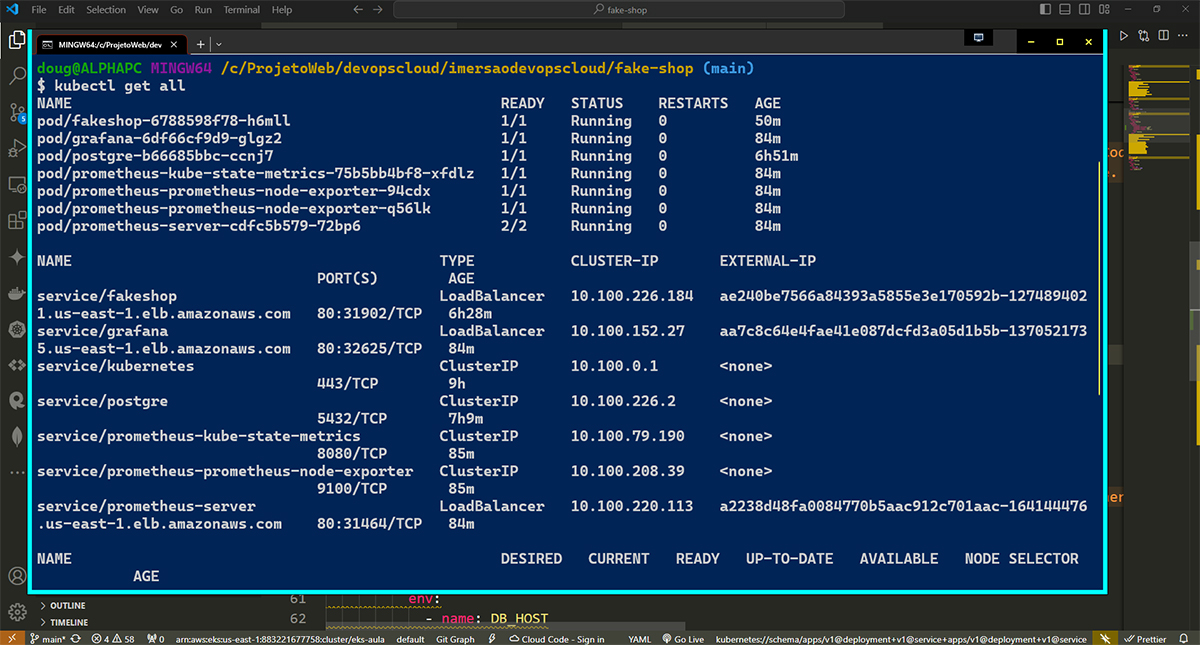 File Edit Selection View Go Run Terminal Help
fake-shop
MINGW64:/c/ProjetoWeb/dev
doug@ALPHAPC MINGW64 /c/ProjetoWeb/devopscloud/imersaodevopscloud/fake-shop (main)
$ kubectl get all
NAME READY STATUS RESTARTS AGE
pod/fakeshop-6788598f78-h6mll 1/1 Running 0 50m
pod/grafana-6df66cf9d9-glgz2 1/1 Running 0 84m
pod/postgre-b66685bbc-ccnj7 1/1 Running 0 6h51m
pod/prometheus-kube-state-metrics-75b5bb4bf8-xfdlz 1/1 Running 0 84m
pod/prometheus-prometheus-node-exporter-94cdx 1/1 Running 0 84m
pod/prometheus-prometheus-node-exporter-q56lk 1/1 Running 0 84m
pod/prometheus-server-cdfc5b579-72bp6 2/2 Running 0 84m
NAME TYPE CLUSTER-IP EXTERNAL-IP
PORT(S) AGE
service/fakeshop LoadBalancer 10.100.226.184 ae240be7566a84393a5855e3e170592b-127489402
1.us-east-1.elb.amazonaws.com 80:31902/TCP 6h28m
service/grafana LoadBalancer 10.100.152.27 aa7c8c64e4fae41e087dcfd3a05d1b5b-137052173
5.us-east-1.elb.amazonaws.com 80:32625/TCP 84m
service/kubernetes ClusterIP 10.100.0.1 <none>
443/TCP 9h
service/postgre ClusterIP 10.100.226.2 <none>
5432/TCP 7h9m
service/prometheus-kube-state-metrics ClusterIP 10.100.79.190 <none>
8080/TCP 85m
service/prometheus-prometheus-node-exporter ClusterIP 10.100.208.39 <none>
9100/TCP 85m
service/prometheus-server LoadBalancer 10.100.220.113 a2238d48fa0084770b5aac912c701aac-164144476
.us-east-1.elb.amazonaws.com 80:31464/TCP 84m
NAME DESIRED CURRENT READY UP-TO-DATE AVAILABLE NODE SELECTOR
AGE
OUTLINE
TIMELINE
61 env:
62 - name: DB_HOST
main* 4 58 0 arn:aws:eks:us-east-1:883221677758:cluster/eks-aula default Git Graph Cloud Code - Sign in YAML Go Live kubernetes://schema/apps/v1@deployment+v1@service+apps/v1@deployment+v1@service Prettier